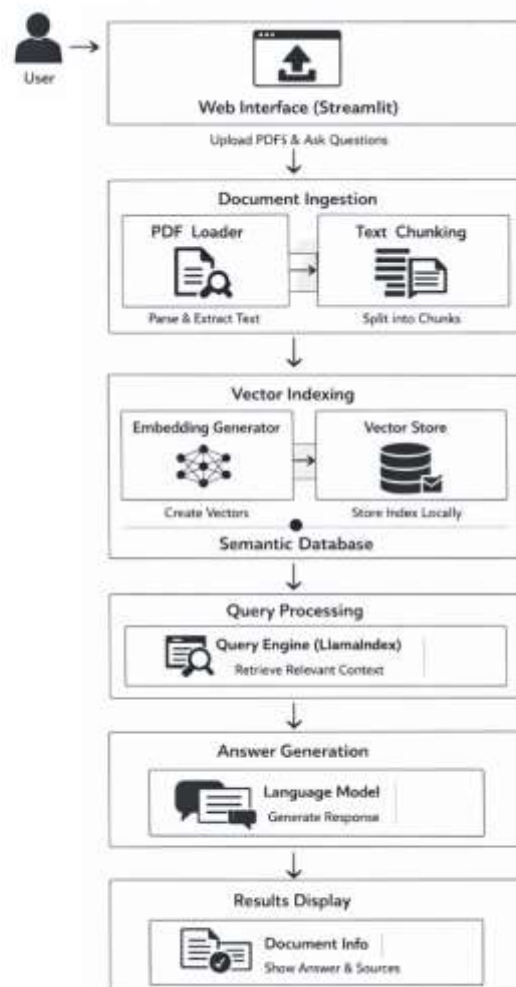 User
Web Interface (Streamlit)
Upload PDFS & Ask Questions
Document Ingestion
PDF Loader
Text Chunking
Parse & Extract Text
Split into Chunks
Vector Indexing
Embedding Generator
Vector Store
Create Vectors
Store Index Locally
Semantic Database
Query Processing
Query Engine (LlamaIndex)
Retrieve Relevant Context
Answer Generation
Language Model
Generate Response
Results Display
Document Info
Show Answer & Sources